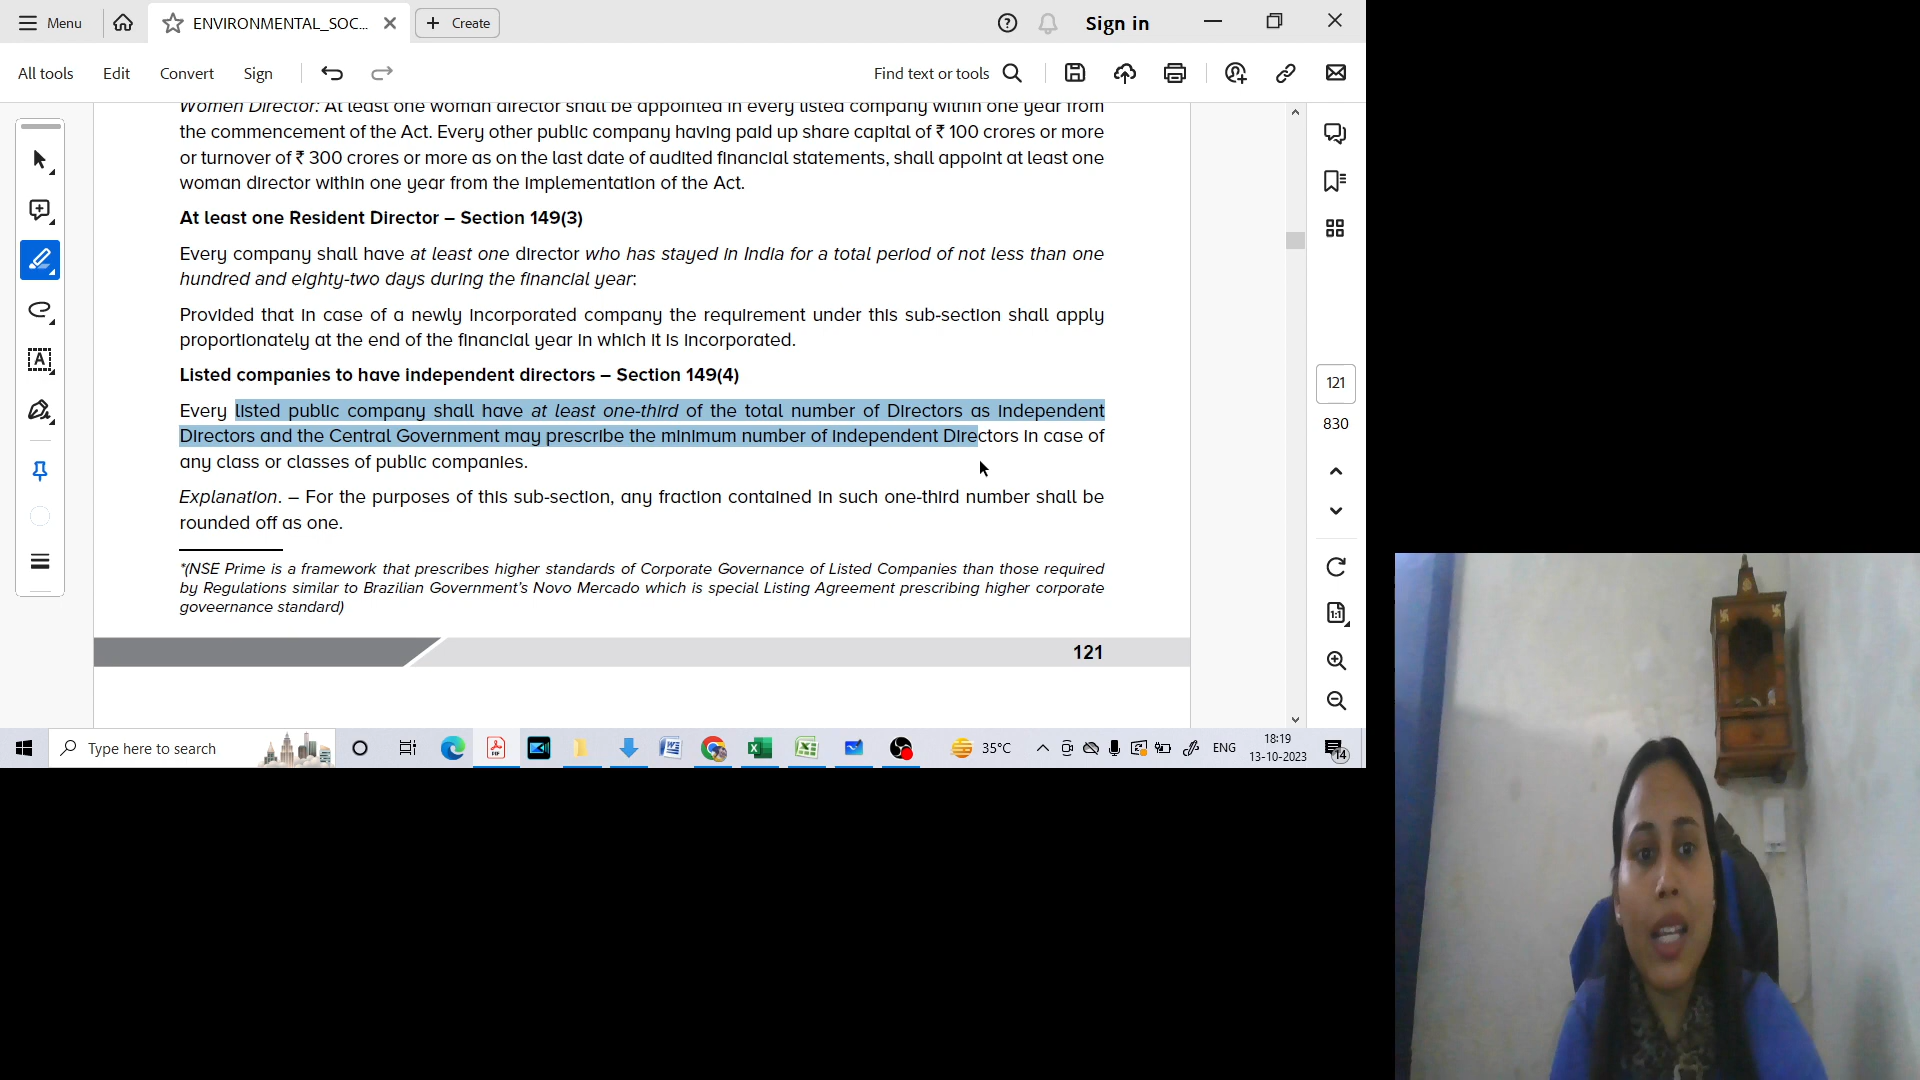 Menu
ENVIRONMENTAL_SOC...
Create
Sign in
All tools
Edit
Convert
Sign
Find text or tools
Women Director: At least one woman director shall be appointed in every listed company within one year from
the commencement of the Act. Every other public company having paid up share capital of ₹ 100 crores or more
or turnover of ₹ 300 crores or more as on the last date of audited financial statements, shall appoint at least one
woman director within one year from the implementation of the Act.
At least one Resident Director – Section 149(3)
Every company shall have at least one director who has stayed in India for a total period of not less than one
hundred and eighty-two days during the financial year:
Provided that in case of a newly incorporated company the requirement under this sub-section shall apply
proportionately at the end of the financial year in which it is incorporated.
Listed companies to have independent directors – Section 149(4)
Every listed public company shall have at least one-third of the total number of Directors as Independent
Directors and the Central Government may prescribe the minimum number of Independent Directors in case of
any class or classes of public companies.
Explanation. – For the purposes of this sub-section, any fraction contained in such one-third number shall be
rounded off as one.
*(NSE Prime is a framework that prescribes higher standards of Corporate Governance of Listed Companies than those required
by Regulations similar to Brazilian Government's Novo Mercado which is special Listing Agreement prescribing higher corporate
goveernance standard)
121
121
830
1:1
Type here to search
35°C
ENG
18:19
13-10-2023
14